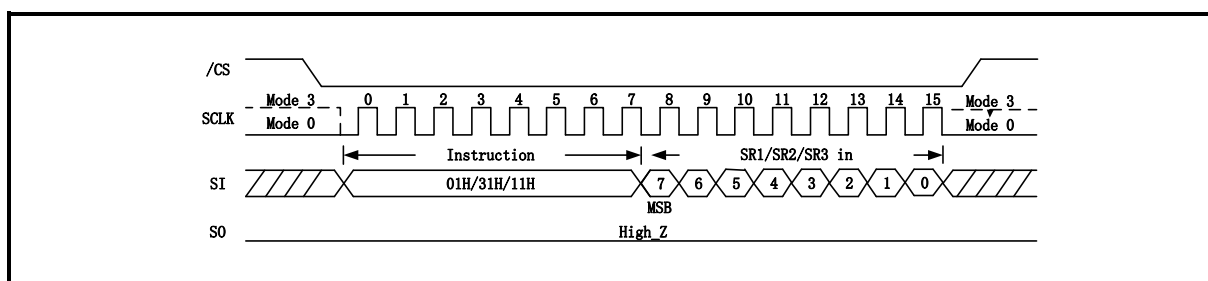 /CS
Mode 3 0 1 2 3 4 5 6 7 8 9 10 11 12 13 14 15 Mode 3
SCLK
Mode 0 Mode 0
Instruction SR1/SR2/SR3 in
SI 01H/31H/11H 7 6 5 4 3 2 1 0
MSB
SO High_Z